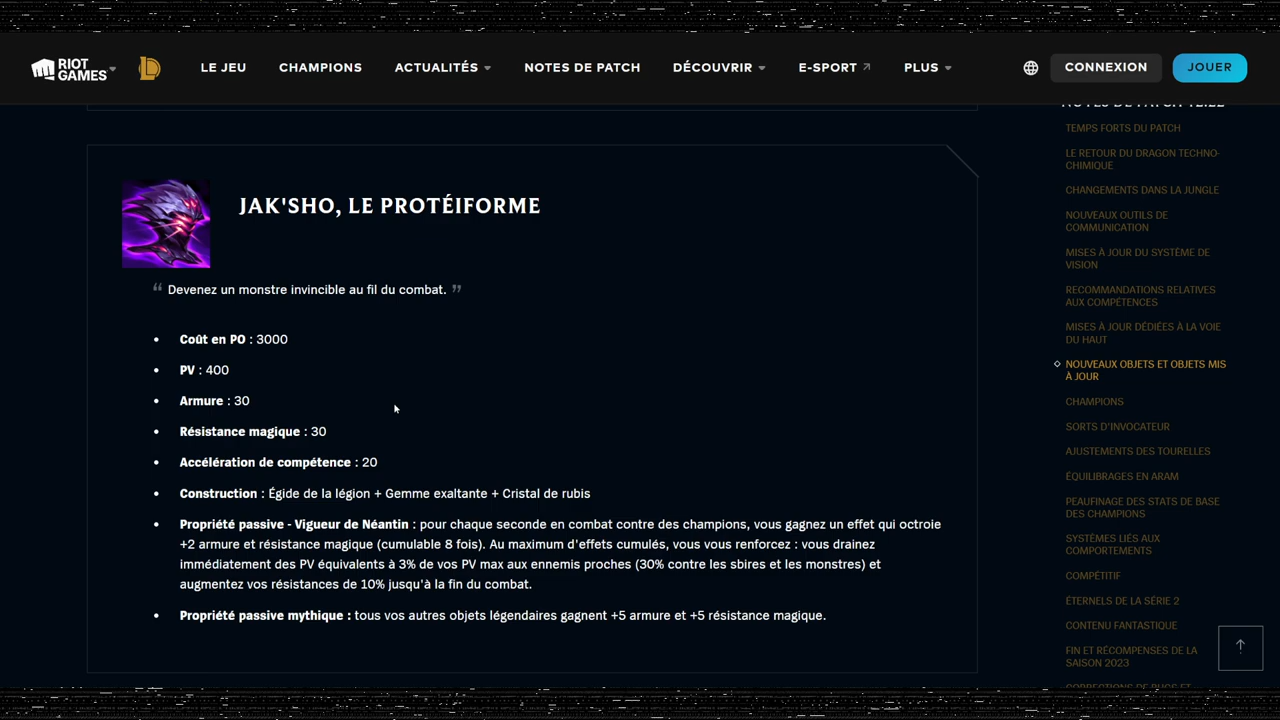 RIOT GAMES
LE JEU
CHAMPIONS
ACTUALITÉS
NOTES DE PATCH
DÉCOUVRIR
E-SPORT
PLUS
CONNEXION
JOUER
JAK'SHO, LE PROTÉIFORME
“ Devenez un monstre invincible au fil du combat. ”
• Coût en PO : 3000
• PV : 400
• Armure : 30
• Résistance magique : 30
• Accélération de compétence : 20
• Construction : Égide de la légion + Gemme exaltante + Cristal de rubis
• Propriété passive - Vigueur de Néantin : pour chaque seconde en combat contre des champions, vous gagnez un effet qui octroie
+2 armure et résistance magique (cumulable 8 fois). Au maximum d'effets cumulés, vous vous renforcez : vous drainez
immédiatement des PV équivalents à 3% de vos PV max aux ennemis proches (30% contre les sbires et les monstres) et
augmentez vos résistances de 10% jusqu'à la fin du combat.
• Propriété passive mythique : tous vos autres objets légendaires gagnent +5 armure et +5 résistance magique.
NOTES DE PATCH
TEMPS FORTS DU PATCH
LE RETOUR DU DRAGON TECHNO-
CHIMIQUE
CHANGEMENTS DANS LA JUNGLE
NOUVEAUX OUTILS DE
COMMUNICATION
MISES À JOUR DU SYSTÈME DE
VISION
RECOMMANDATIONS RELATIVES
AUX COMPÉTENCES
MISES À JOUR DÉDIÉES À LA VOIE
DU HAUT
NOUVEAUX OBJETS ET OBJETS MIS
À JOUR
CHAMPIONS
SORTS D'INVOCATEUR
AJUSTEMENTS DES TOURELLES
ÉQUILIBRAGES EN ARAM
PEAUFINAGE DES STATS DE BASE
DES CHAMPIONS
SYSTÈMES LIÉS AUX
COMPORTEMENTS
COMPÉTITIF
ÉTERNELS DE LA SÉRIE 2
CONTENU FANTASTIQUE
FIN ET RÉCOMPENSES DE LA
SAISON 2023